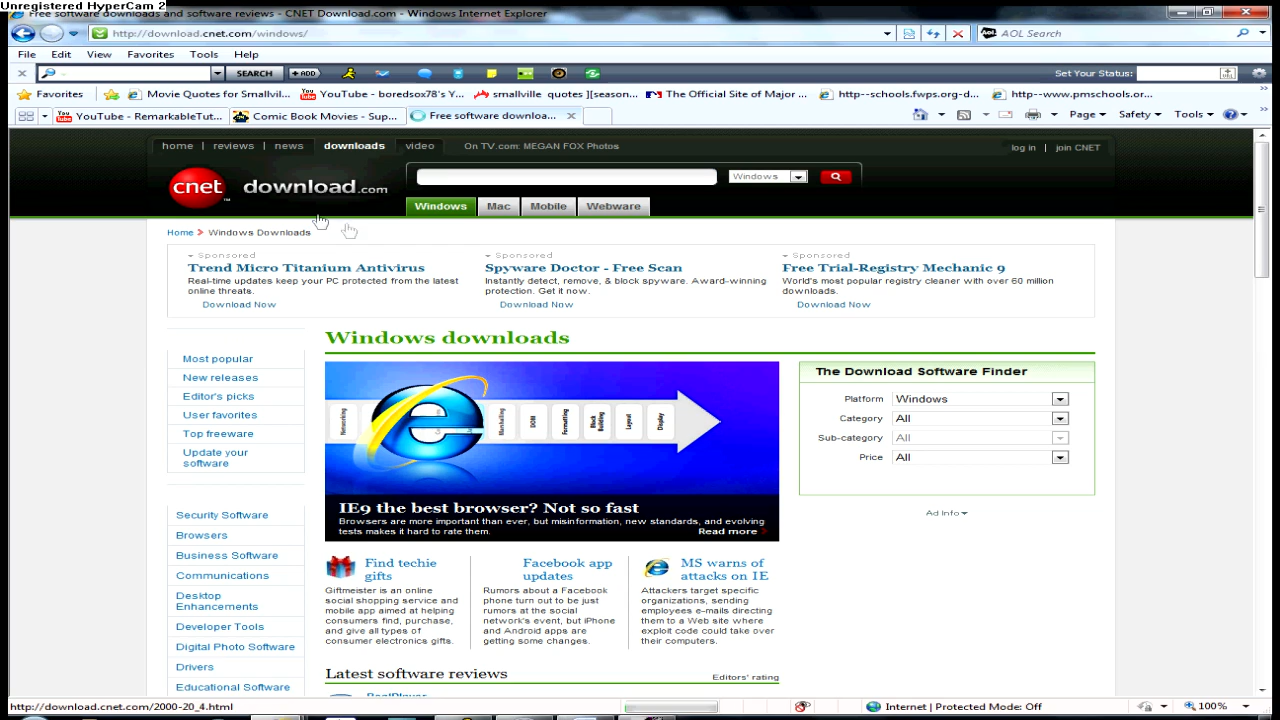 Unregistered HyperCam 2
Free software downloads and software reviews - CNET Download.com - Windows Internet Explorer
http://download.cnet.com/windows/
AOL Search
File Edit View Favorites Tools Help
SEARCH +ADD Set Your Status:
Favorites Movie Quotes for Smallvil... YouTube - boredsox78's Y... smallville quotes ][season... The Official Site of Major ... http--schools.fwps.org-d... http--www.pmschools.or...
YouTube - RemarkableTut... Comic Book Movies - Sup... Free software downloa... Page Safety Tools
home | reviews | news downloads video On TV.com: MEGAN FOX Photos log in | join CNET
cnet download.com Windows
Windows Mac Mobile Webware
Home > Windows Downloads
Sponsored
Trend Micro Titanium Antivirus
Real-time updates keep your PC protected from the latest
online threats.
Download Now
Sponsored
Spyware Doctor - Free Scan
Instantly detect, remove, & block spyware. Award-winning
protection. Get it now.
Download Now
Sponsored
Free Trial-Registry Mechanic 9
World's most popular registry cleaner with over 60 million
downloads.
Download Now
Most popular
New releases
Editor's picks
User favorites
Top freeware
Update your
software
Security Software
Browsers
Business Software
Communications
Desktop
Enhancements
Developer Tools
Digital Photo Software
Drivers
Educational Software
Windows downloads
Networking
Marshalling
DOM
Formatting
Block
Building
Layout
Display
IE9 the best browser? Not so fast
Browsers are more important than ever, but misinformation, new standards, and evolving
tests makes it hard to rate them. Read more >
The Download Software Finder
Platform Windows
Category All
Sub-category All
Price All
Ad Info
Find techie
gifts
Giftmeister is an online
social shopping service and
mobile app aimed at helping
consumers find, purchase,
and give all types of
consumer electronics gifts.
Facebook app
updates
Rumors about a Facebook
phone turn out to be just
rumors at the social
network's event, but iPhone
and Android apps are
getting some changes.
MS warns of
attacks on IE
Attackers target specific
organizations, sending
employees e-mails directing
them to a Web site where
exploit code could take over
their computers.
Latest software reviews Editors' rating
RealPlayer
http://download.cnet.com/2000-20_4.html
Internet | Protected Mode: Off
100%